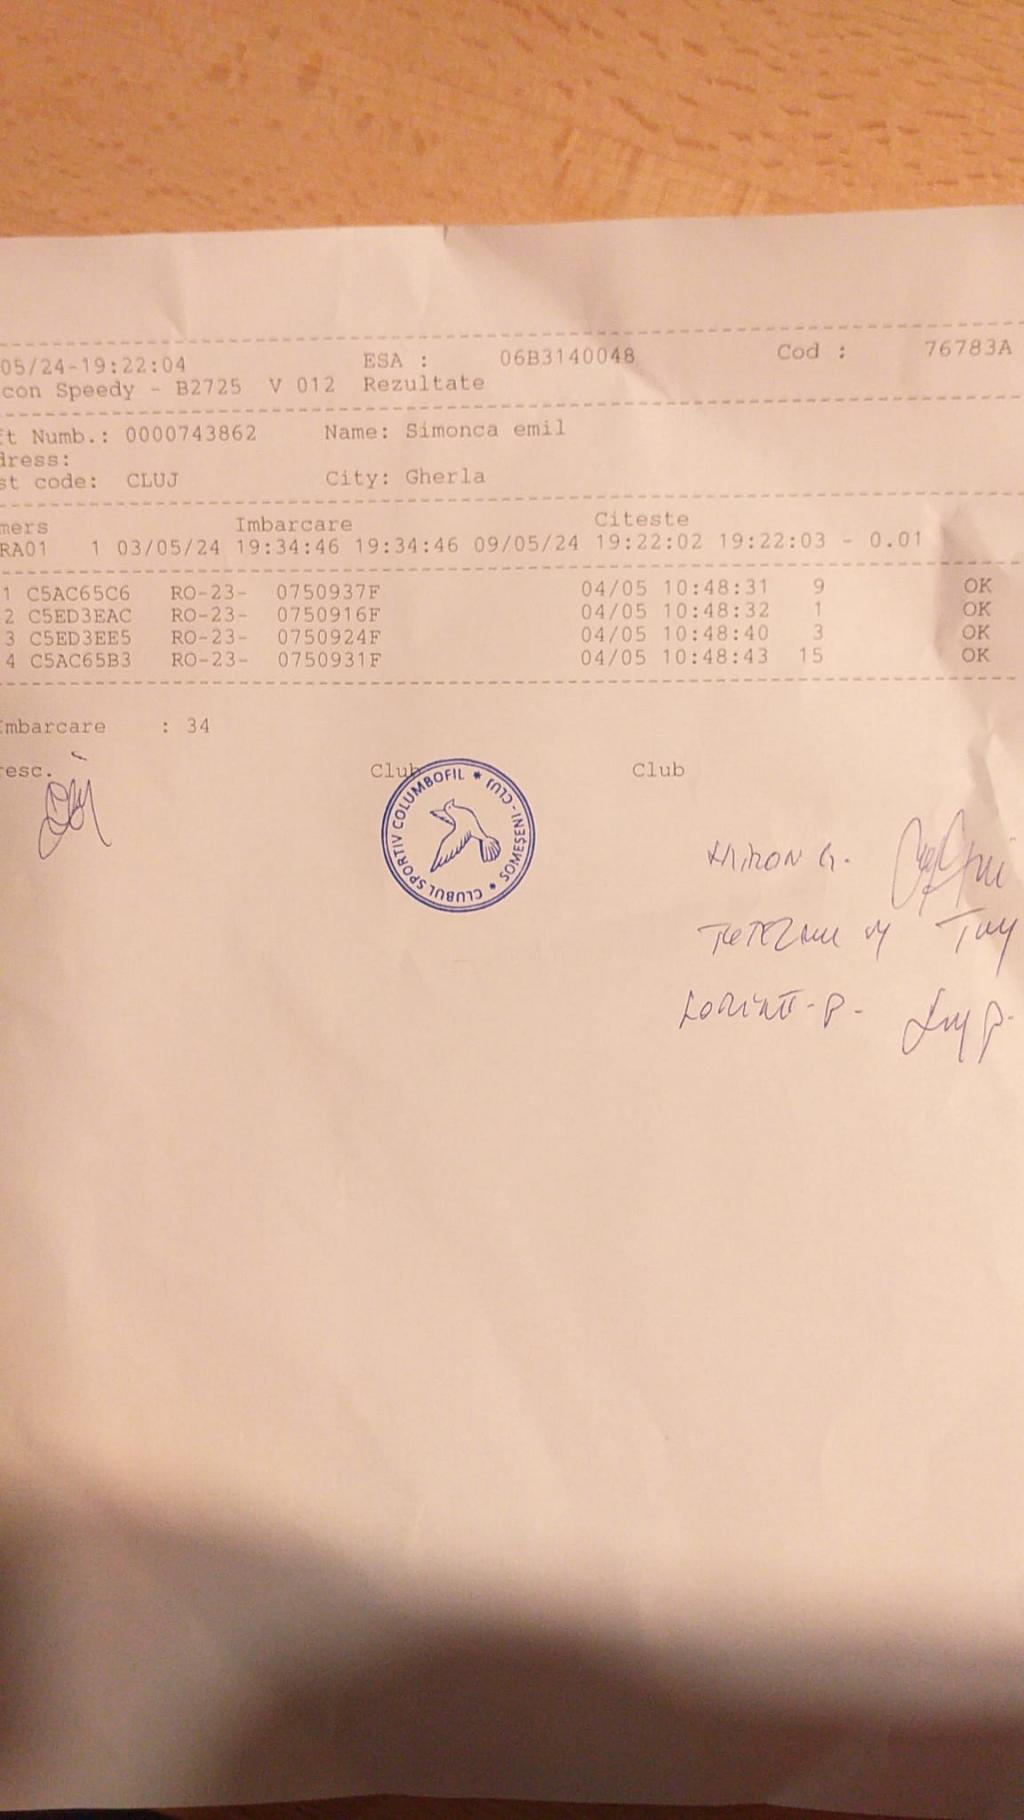 05/24-19:22:04 ESA : 06B3140048 Cod : 76783A
con Speedy - B2725 V 012 Rezultate
ft Numb.: 0000743862 Name: Simonca emil
dress:
st code: CLUJ City: Gherla
mers Imbarcare Citeste
RA01 1 03/05/24 19:34:46 19:34:46 09/05/24 19:22:02 19:22:03 - 0.01
1 C5AC65C6 RO-23- 0750937F 04/05 10:48:31 9 OK
2 C5ED3EAC RO-23- 0750916F 04/05 10:48:32 1 OK
3 C5ED3EE5 RO-23- 0750924F 04/05 10:48:40 3 OK
4 C5AC65B3 RO-23- 0750931F 04/05 10:48:43 15 OK
Imbarcare : 34
resc. Club Club
CLUBUL SPORTIV COLUMBOFIL * SOMEȘENI - CLUJ *